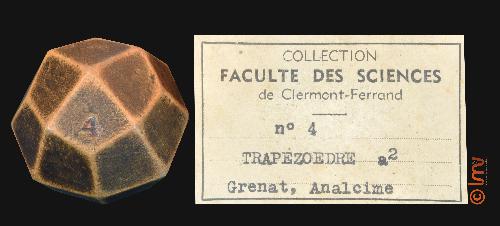 4
COLLECTION
FACULTE DES SCIENCES
de Clermont-Ferrand
n° 4
TRAPEZOEDRE a²
Grenat, Analcime
© lmv